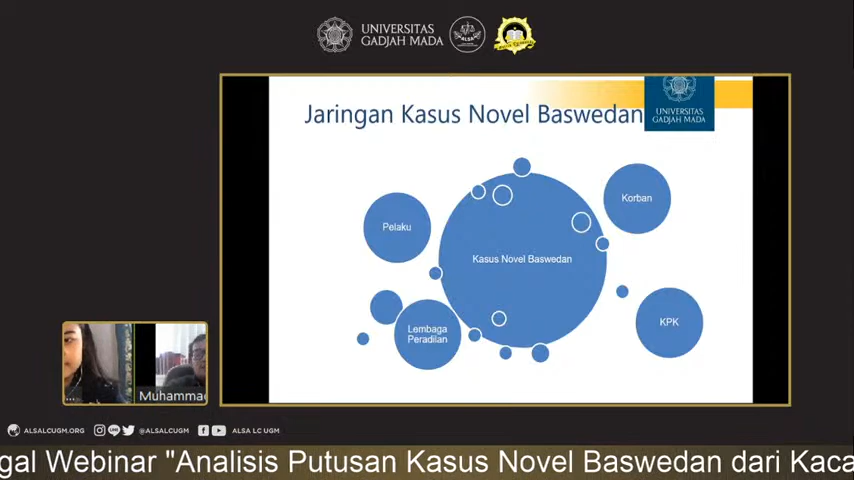 UNIVERSITAS
GADJAH MADA
ALSA
Jaringan Kasus Novel Baswedan
UNIVERSITAS
GADJAH MADA
Pelaku
Kasus Novel Baswedan
Korban
Lembaga
Peradilan
KPK
Muhammad
ALSALCUGM.ORG
@ALSALCUGM
ALSA LC UGM
gal Webinar "Analisis Putusan Kasus Novel Baswedan dari Kaca